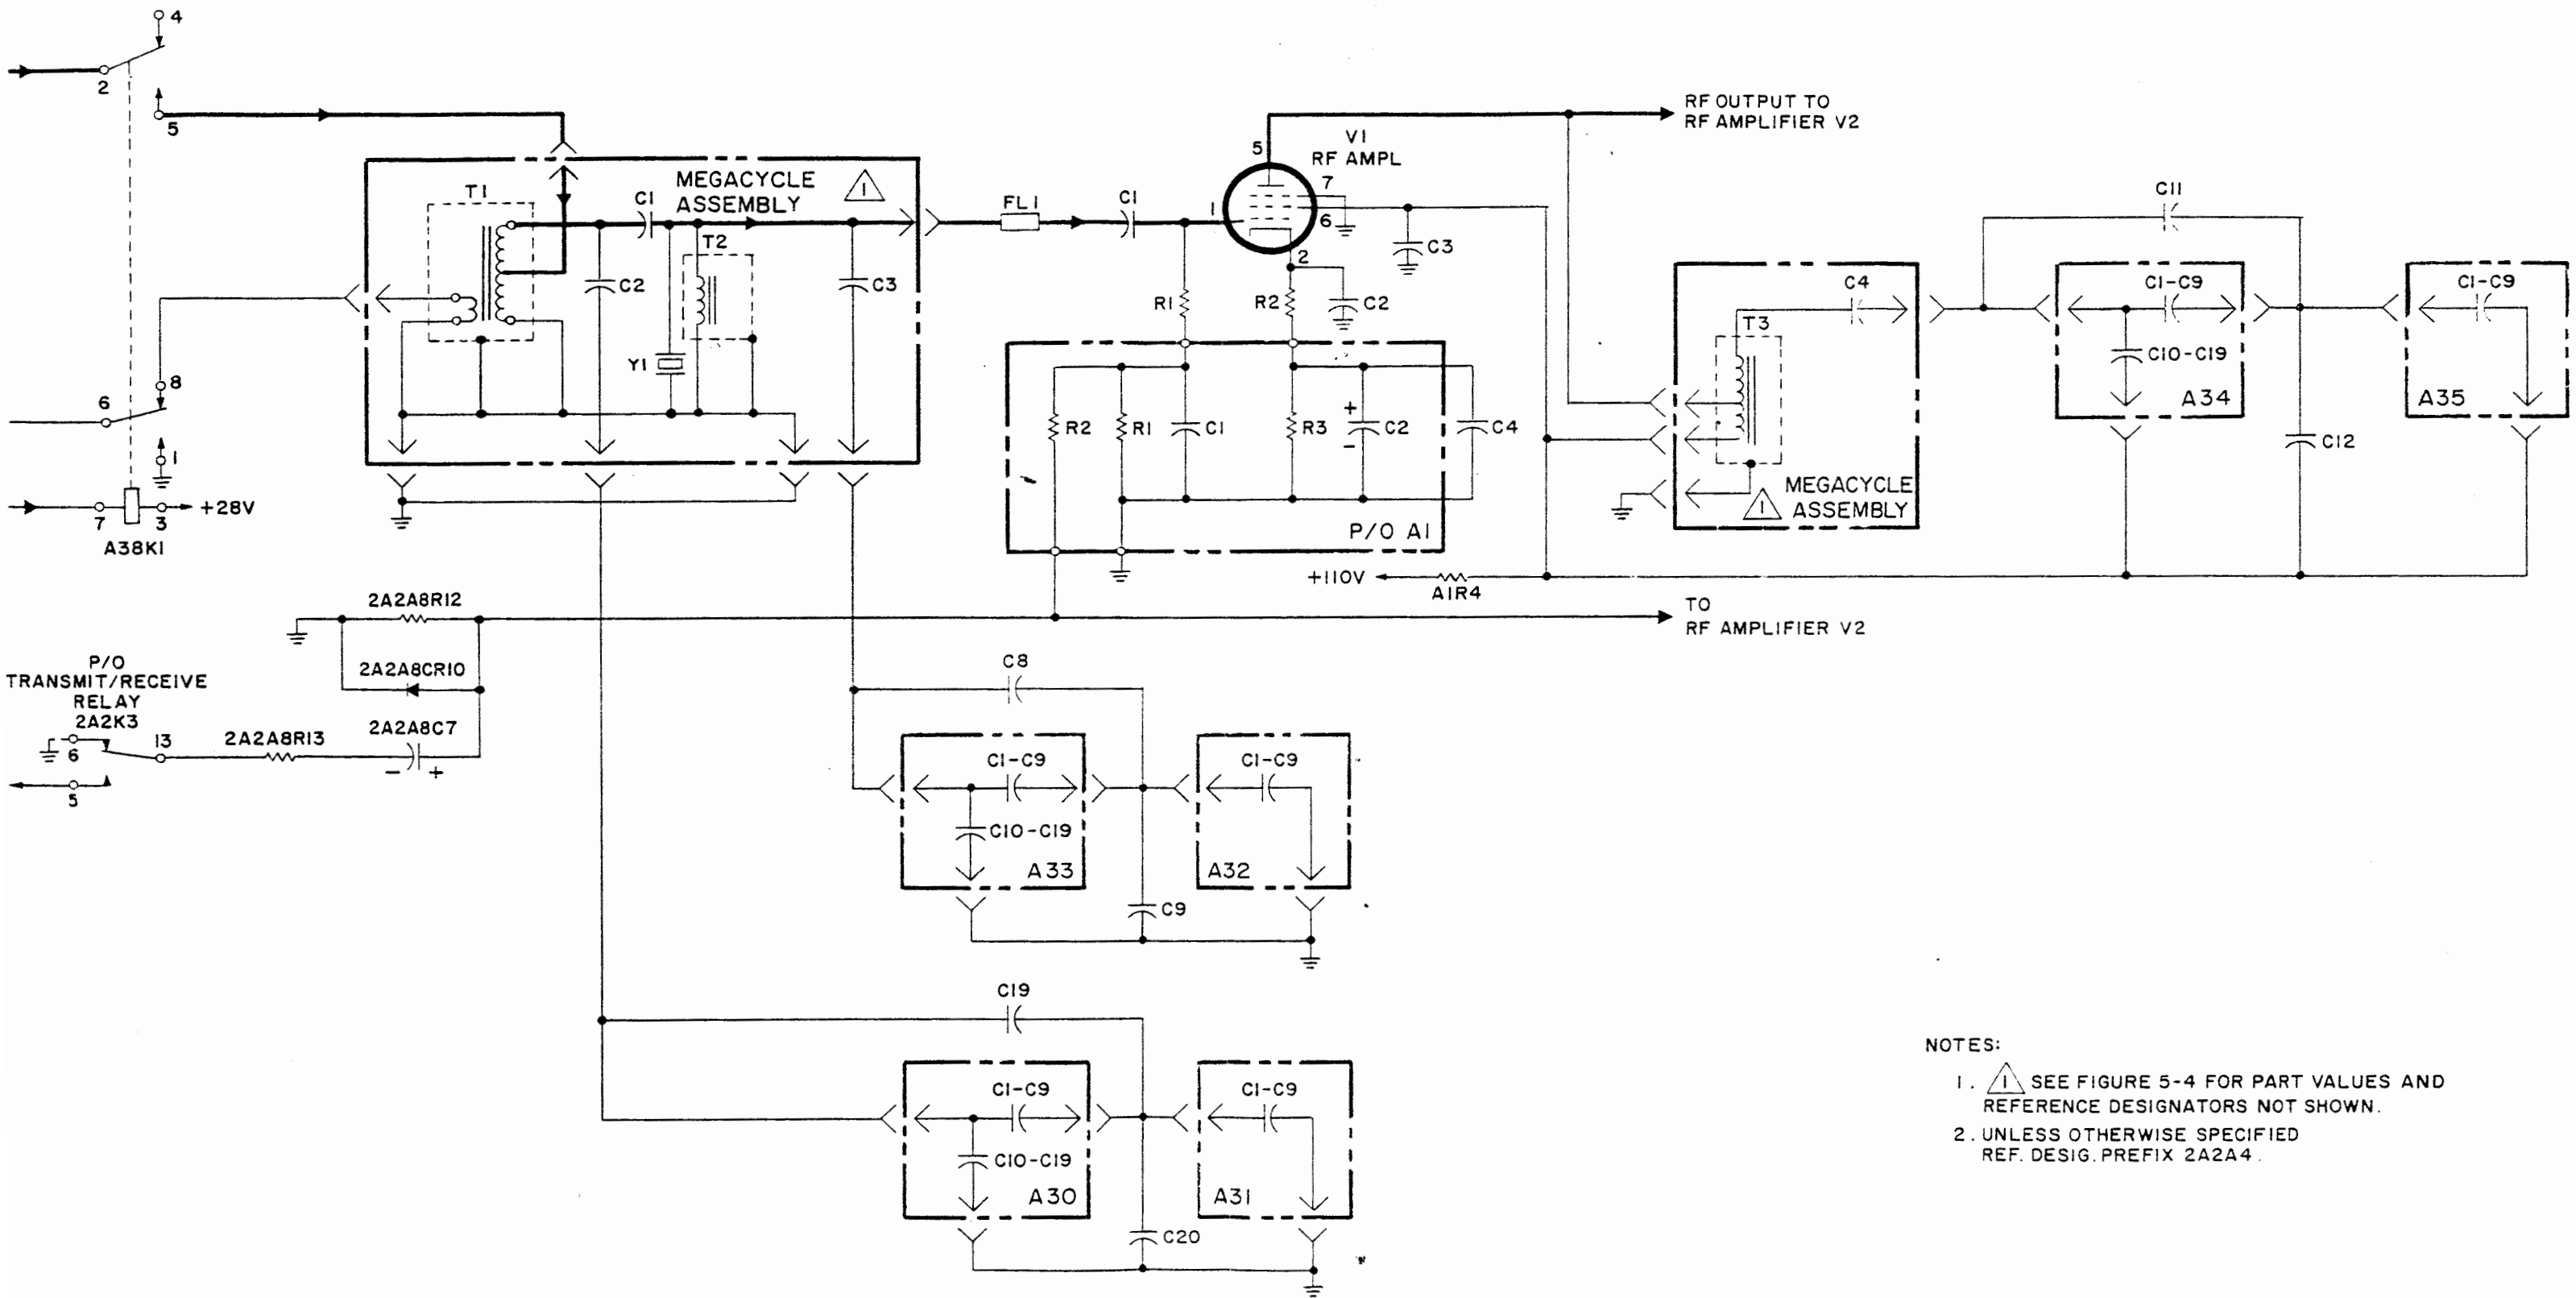 4
2
5
8
6
1
7
3
+28V
A38K1
T1
C1
MEGACYCLE
ASSEMBLY
1
T2
C2
C3
Y1
FL1
C1
V1
RF AMPL
5
7
1
6
2
C3
R1
R2
C2
RF OUTPUT TO
RF AMPLIFIER V2
R2
R1
C1
R3
+
C2
-
C4
P/O A1
+110V
A1R4
TO
RF AMPLIFIER V2
T3
C4
1
MEGACYCLE
ASSEMBLY
C11
C1-C9
C10-C19
A34
C12
C1-C9
A35
2A2A8R12
2A2A8CR10
P/O
TRANSMIT/RECEIVE
RELAY
2A2K3
6
13
5
2A2A8R13
2A2A8C7
-
+
C8
C1-C9
C10-C19
A33
C1-C9
A32
C9
C19
C1-C9
C10-C19
A30
C1-C9
A31
C20
NOTES:
1. 1 SEE FIGURE 5-4 FOR PART VALUES AND
REFERENCE DESIGNATORS NOT SHOWN.
2. UNLESS OTHERWISE SPECIFIED
REF. DESIG. PREFIX 2A2A4.